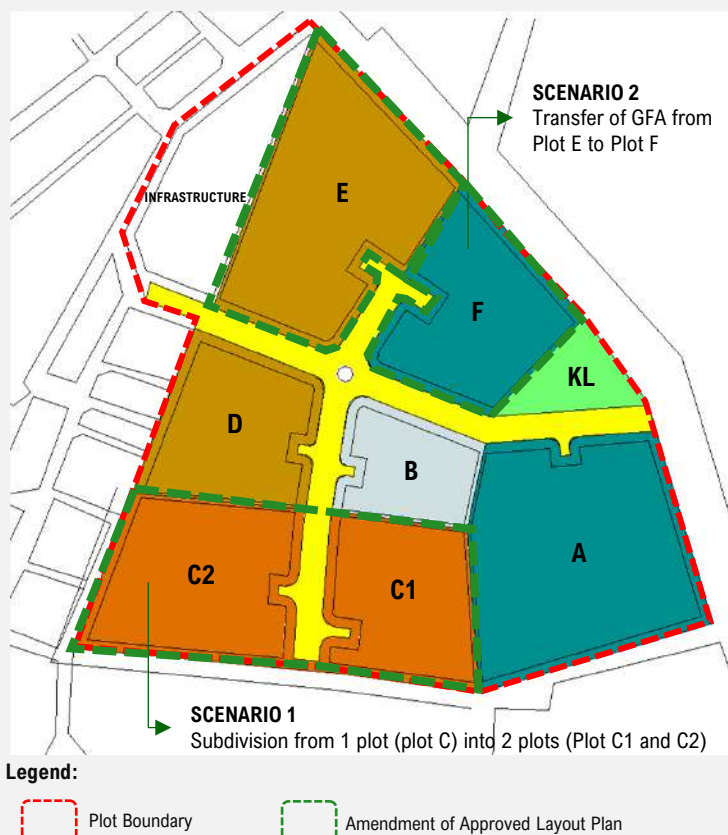 SCENARIO 2
Transfer of GFA from
Plot E to Plot F
INFRASTRUCTURE
E
F
KL
D
B
A
C2
C1
SCENARIO 1
Subdivision from 1 plot (plot C) into 2 plots (Plot C1 and C2)
Legend:
Plot Boundary
Amendment of Approved Layout Plan